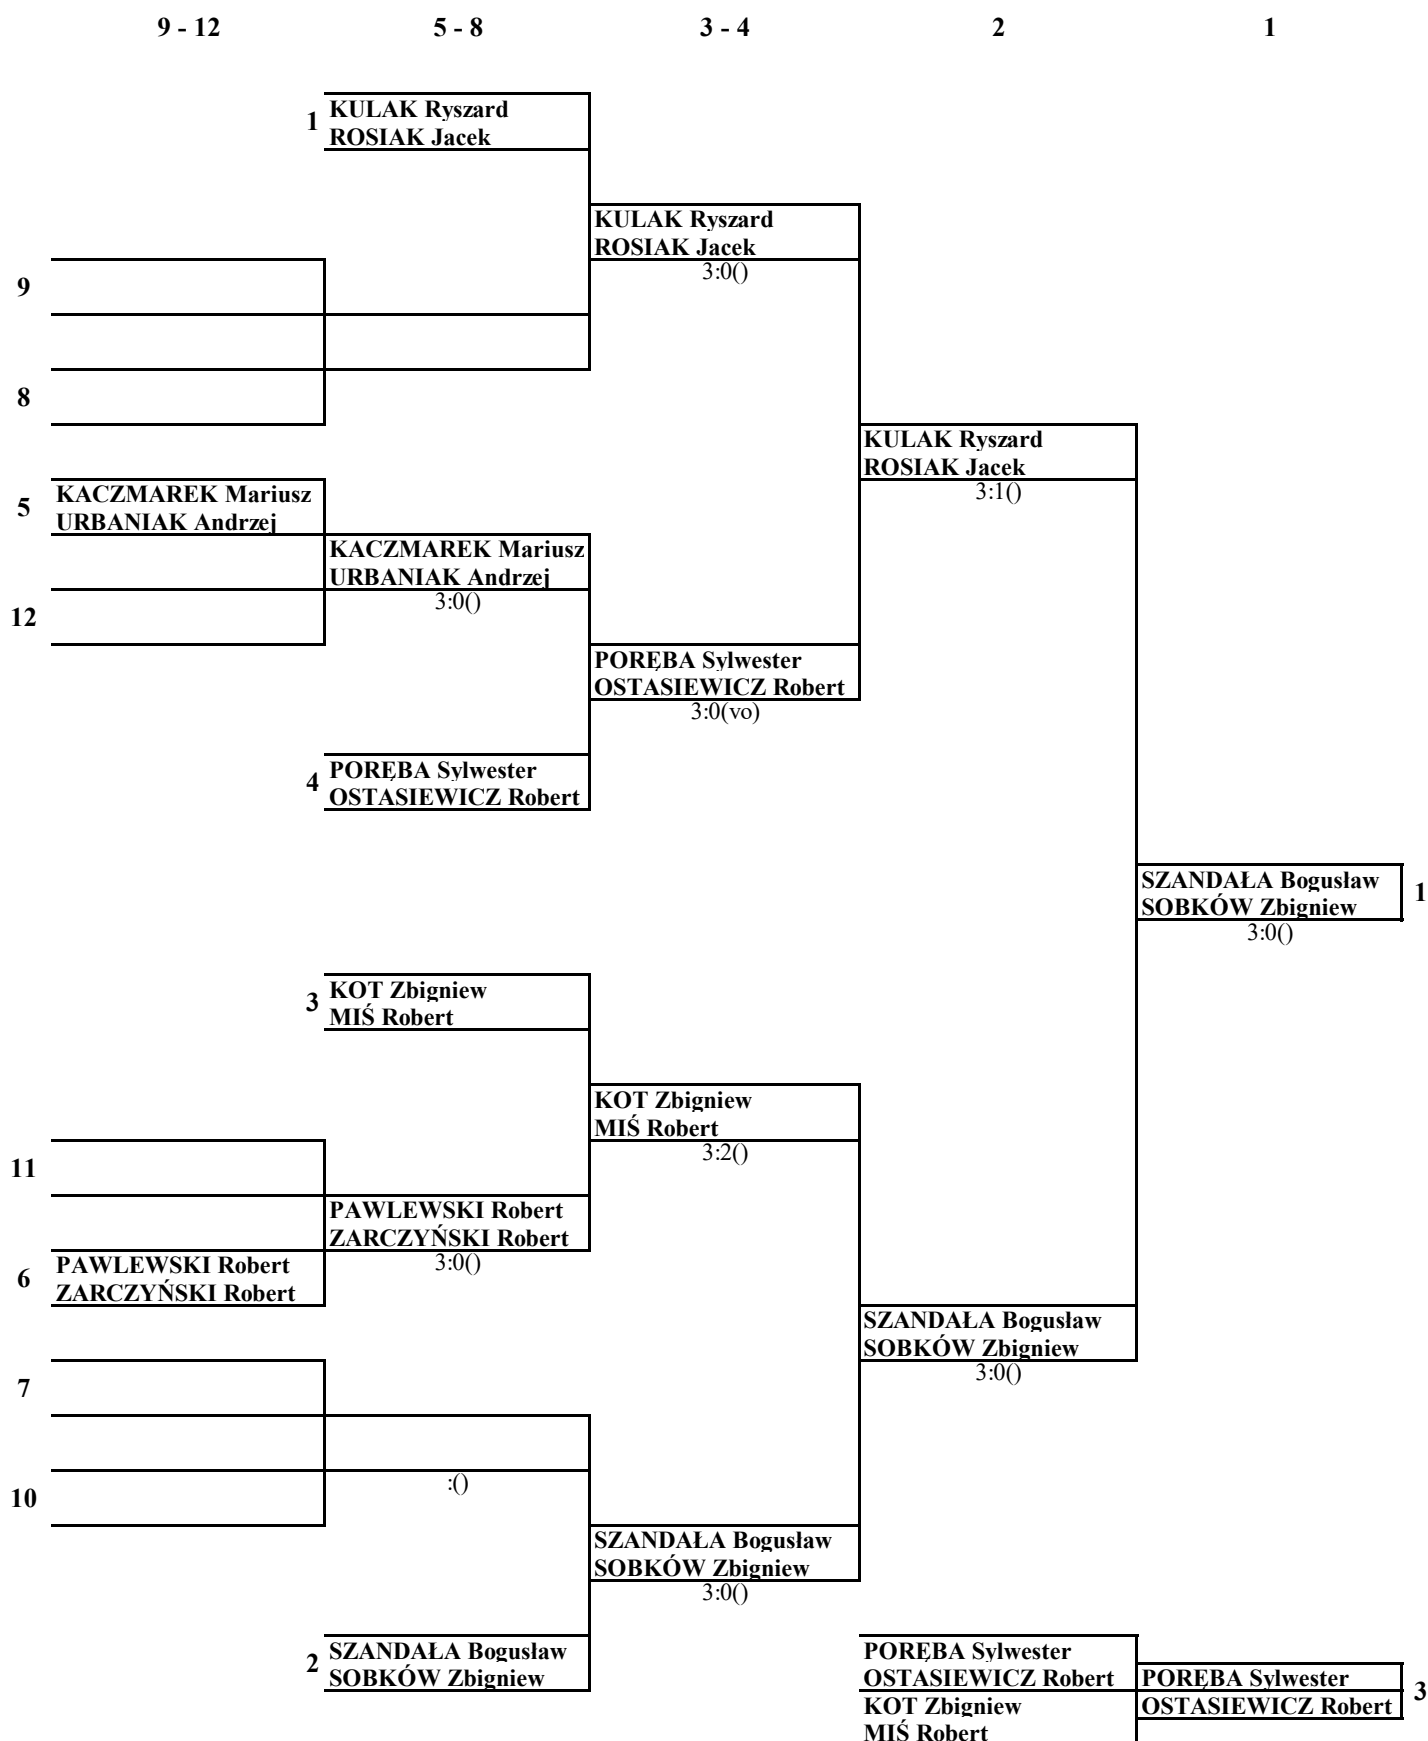 9 - 12 5 - 8 3 - 4 2 1
1 KULAK Ryszard
ROSIAK Jacek
KULAK Ryszard
ROSIAK Jacek
3:0()
9
8
KULAK Ryszard
ROSIAK Jacek
3:1()
5 KACZMAREK Mariusz
URBANIAK Andrzej
KACZMAREK Mariusz
URBANIAK Andrzej
3:0()
12
PORĘBA Sylwester
OSTASIEWICZ Robert
3:0(vo)
4 PORĘBA Sylwester
OSTASIEWICZ Robert
SZANDAŁA Bogusław 1
SOBKÓW Zbigniew
3:0()
3 KOT Zbigniew
MIŚ Robert
KOT Zbigniew
MIŚ Robert
3:2()
11
PAWLEWSKI Robert
ZARCZYŃSKI Robert
3:0()
6 PAWLEWSKI Robert
ZARCZYŃSKI Robert
SZANDAŁA Bogusław
SOBKÓW Zbigniew
3:0()
7
:()
10
SZANDAŁA Bogusław
SOBKÓW Zbigniew
3:0()
2 SZANDAŁA Bogusław
SOBKÓW Zbigniew
PORĘBA Sylwester
OSTASIEWICZ Robert
KOT Zbigniew
MIŚ Robert
PORĘBA Sylwester
OSTASIEWICZ Robert
3